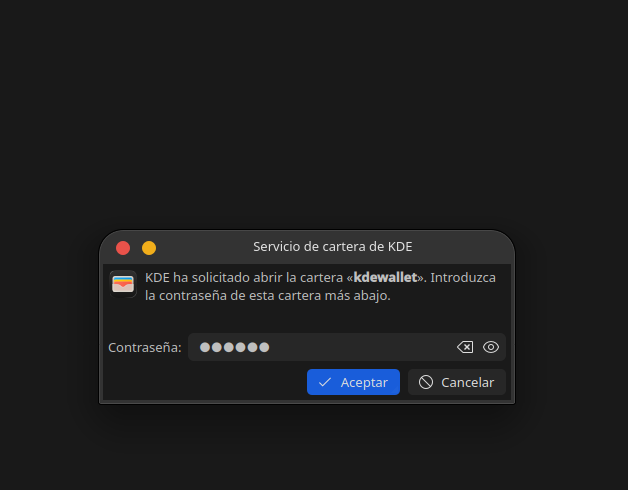 Servicio de cartera de KDE
KDE ha solicitado abrir la cartera «kdewallet». Introduzca
la contraseña de esta cartera más abajo.
Contraseña: ●●●●●●
Aceptar
Cancelar